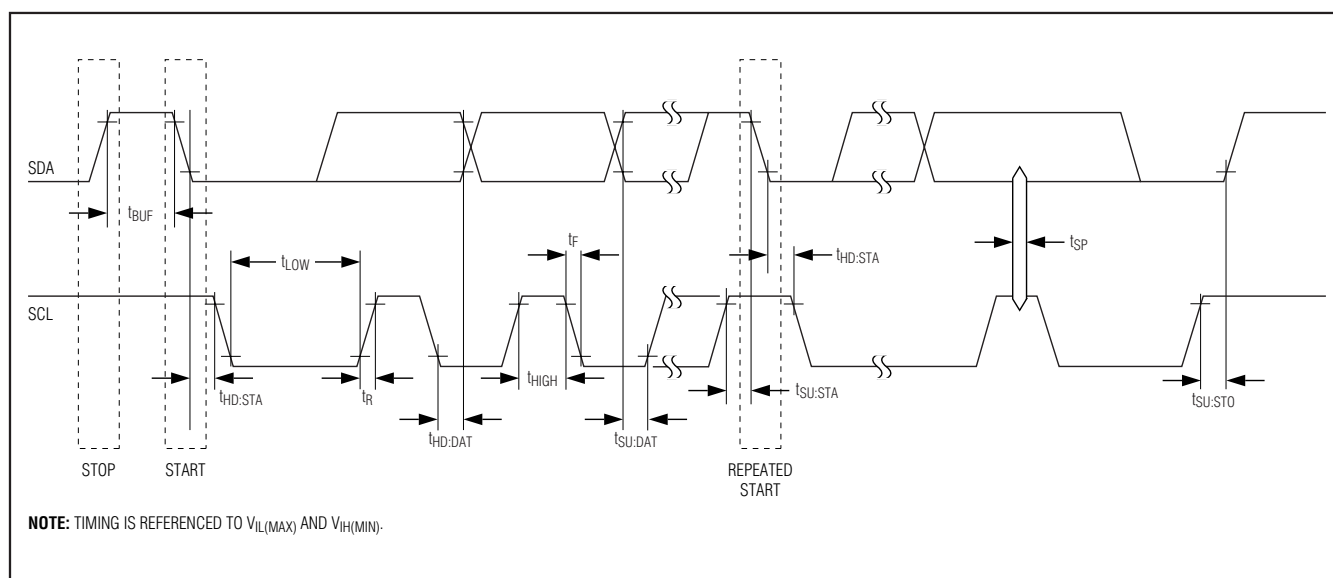 SDA
tBUF
tF
tHD:STA
tSP
tLOW
SCL
tHD:STA
tR
tHIGH
tHD:DAT
tSU:DAT
tSU:STA
tSU:STO
STOP
START
REPEATED
START
NOTE: TIMING IS REFERENCED TO VIL(MAX) AND VIH(MIN).